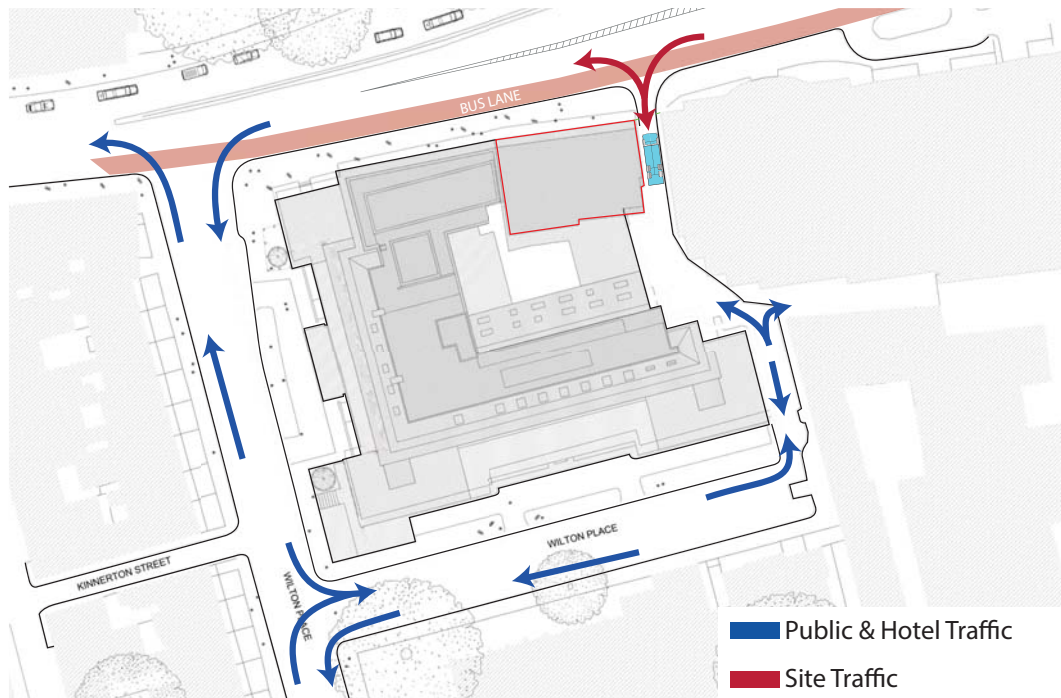 BUS LANE
WILTON PLACE
KINNERTON STREET
WILTON PLACE
Public & Hotel Traffic
Site Traffic